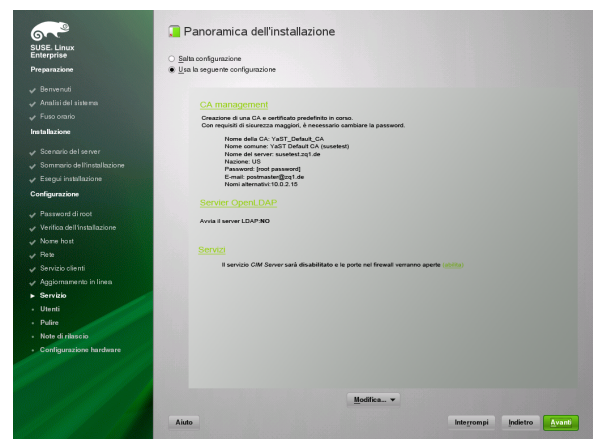 SUSE. Linux
Enterprise
Preparazione
Benvenuti
Analisi del sistema
Fuso orario
Installazione
Scenario del server
Sommario dell'installazione
Esegui installazione
Configurazione
Password di root
Verifica dell'installazione
Nome host
Rete
Servizio clienti
Aggiornamento in linea
Servizio
Utenti
Pulire
Note di rilascio
Configurazione hardware
Panoramica dell'installazione
Salta configurazione
Usa la seguente configurazione
CA management
Creazione di una CA e certificato predefinito in corso.
Con requisiti di sicurezza maggiori, è necessario cambiare la password.
Nome della CA: YaST_Default_CA
Nome comune: YaST Default CA (susetest)
Nome del server: susetest.zq1.de
Nazione: US
Password: [root password]
E-mail: postmaster@zq1.de
Nomi alternativi:10.0.2.15
Servier OpenLDAP
Avvia il server LDAP:NO
Servizi
Il servizio CIM Server sarà disabilitato e le porte nel firewall verranno aperte
Modifica...
Aiuto
Interrompi
Indietro
Avanti